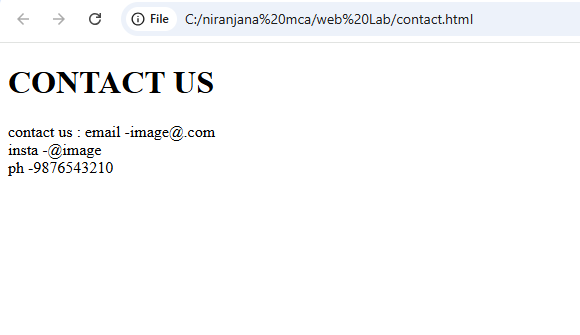 File C:/niranjana%20mca/web%20Lab/contact.html
CONTACT US
contact us : email -image@.com
insta -@image
ph -9876543210